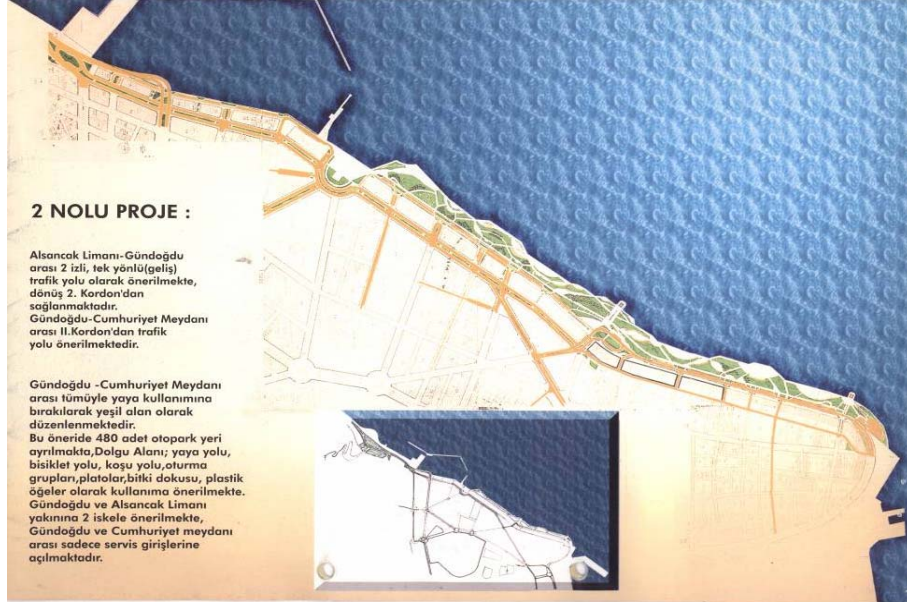 2 NOLU PROJE :
Alsancak Limanı-Gündoğdu
arası 2 izli, tek yönlü(geliş)
trafik yolu olarak önerilmekte,
dönüş 2. Kordon'dan
sağlanmaktadır.
Gündoğdu-Cumhuriyet Meydanı
arası II.Kordon'dan trafik
yolu önerilmektedir.
Gündoğdu -Cumhuriyet Meydanı
arası tümüyle yaya kullanımına
bırakılarak yeşil alan olarak
düzenlenmektedir.
Bu öneride 480 adet otopark yeri
ayrılmakta,Dolgu Alanı; yaya yolu,
bisiklet yolu, koşu yolu,oturma
grupları,platolar,bitki dokusu, plastik
öğeler olarak kullanıma önerilmekte.
Gündoğdu ve Alsancak Limanı
yakınına 2 iskele önerilmekte,
Gündoğdu ve Cumhuriyet meydanı
arası sadece servis girişlerine
açılmaktadır.